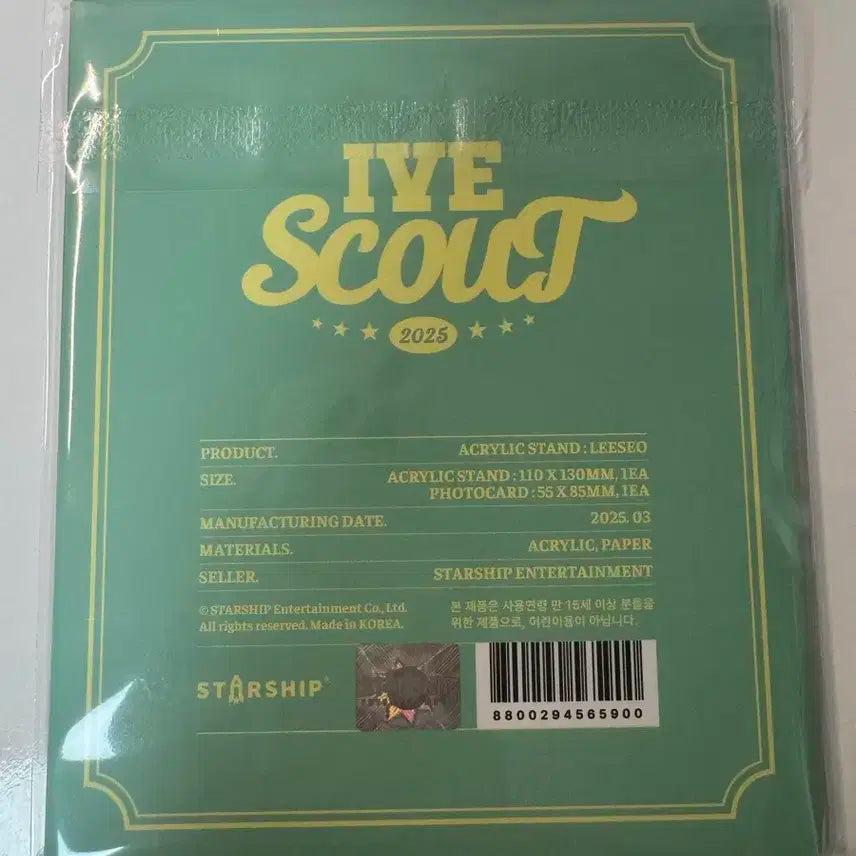 IVE
SCOUT
2025
PRODUCT. ACRYLIC STAND : LEESEO
SIZE. ACRYLIC STAND : 110 X 130MM, 1EA
PHOTOCARD : 55 X 85MM, 1EA
MANUFACTURING DATE. 2025. 03
MATERIALS. ACRYLIC, PAPER
SELLER. STARSHIP ENTERTAINMENT
© STARSHIP Entertainment Co., Ltd.
All rights reserved. Made in KOREA.
본 제품은 사용연령 만 15세 이상 분들을
위한 제품으로, 어린이용이 아닙니다.
STARSHIP®
8800294565900